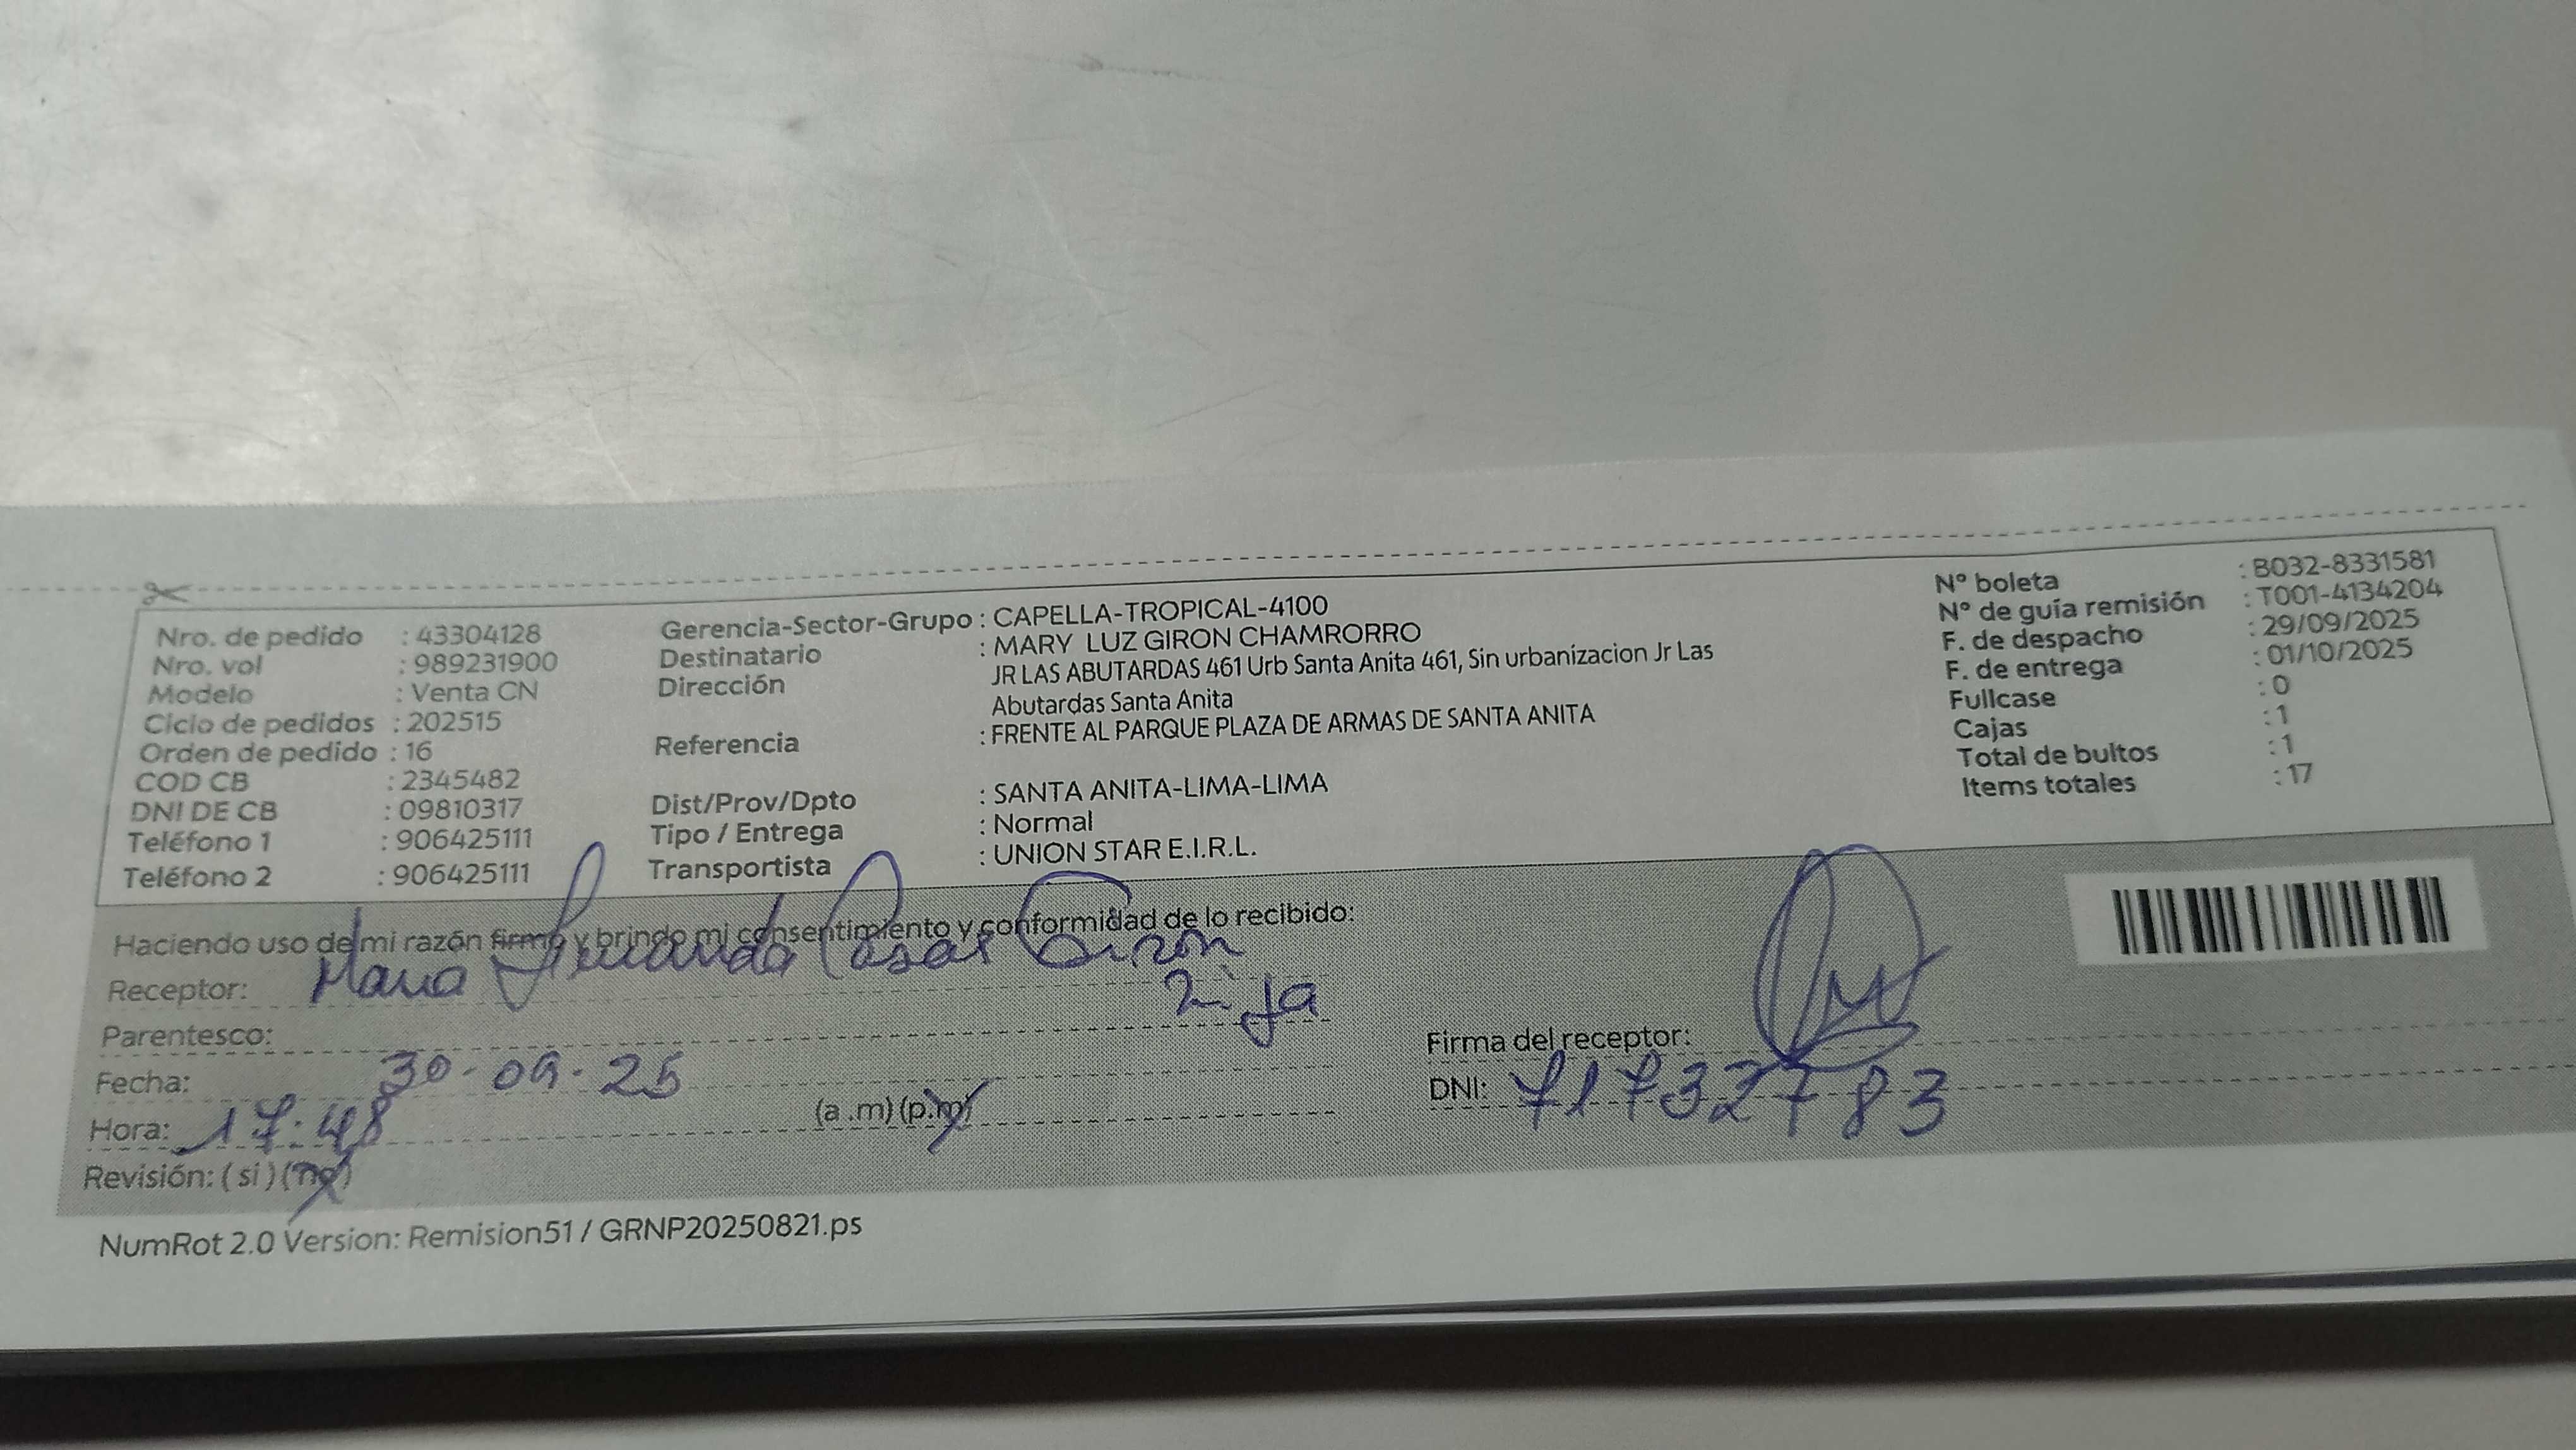 Nro. de pedido : 43304128
Nro. vol : 989231900
Modelo : Venta CN
Ciclo de pedidos : 202515
Orden de pedido : 16
COD CB : 2345482
DNI DE CB : 09810317
Teléfono 1 : 906425111
Teléfono 2 : 906425111
Gerencia-Sector-Grupo : CAPELLA-TROPICAL-4100
Destinatario : MARY LUZ GIRON CHAMRORRO
Dirección JR LAS ABUTARDAS 461 Urb Santa Anita 461, Sin urbanizacion Jr Las
Abutardas Santa Anita
Referencia : FRENTE AL PARQUE PLAZA DE ARMAS DE SANTA ANITA
Dist/Prov/Dpto : SANTA ANITA-LIMA-LIMA
Tipo / Entrega : Normal
Transportista : UNION STAR E.I.R.L.
N° boleta : B032-8331581
N° de guía remisión : T001-4134204
F. de despacho : 29/09/2025
F. de entrega : 01/10/2025
Fullcase : 0
Cajas : 1
Total de bultos : 1
Items totales : 17
Haciendo uso de mi razón firmo y brindo mi consentimiento y conformidad de lo recibido:
Receptor: Maria Fernanda Casas Giron
Parentesco: hija
Fecha: 30-09-25
Hora: 17:48 (a.m) (p.m)
Revisión: (si) (no)
Firma del receptor:
DNI: 71732783
NumRot 2.0 Version: Remision51 / GRNP20250821.ps